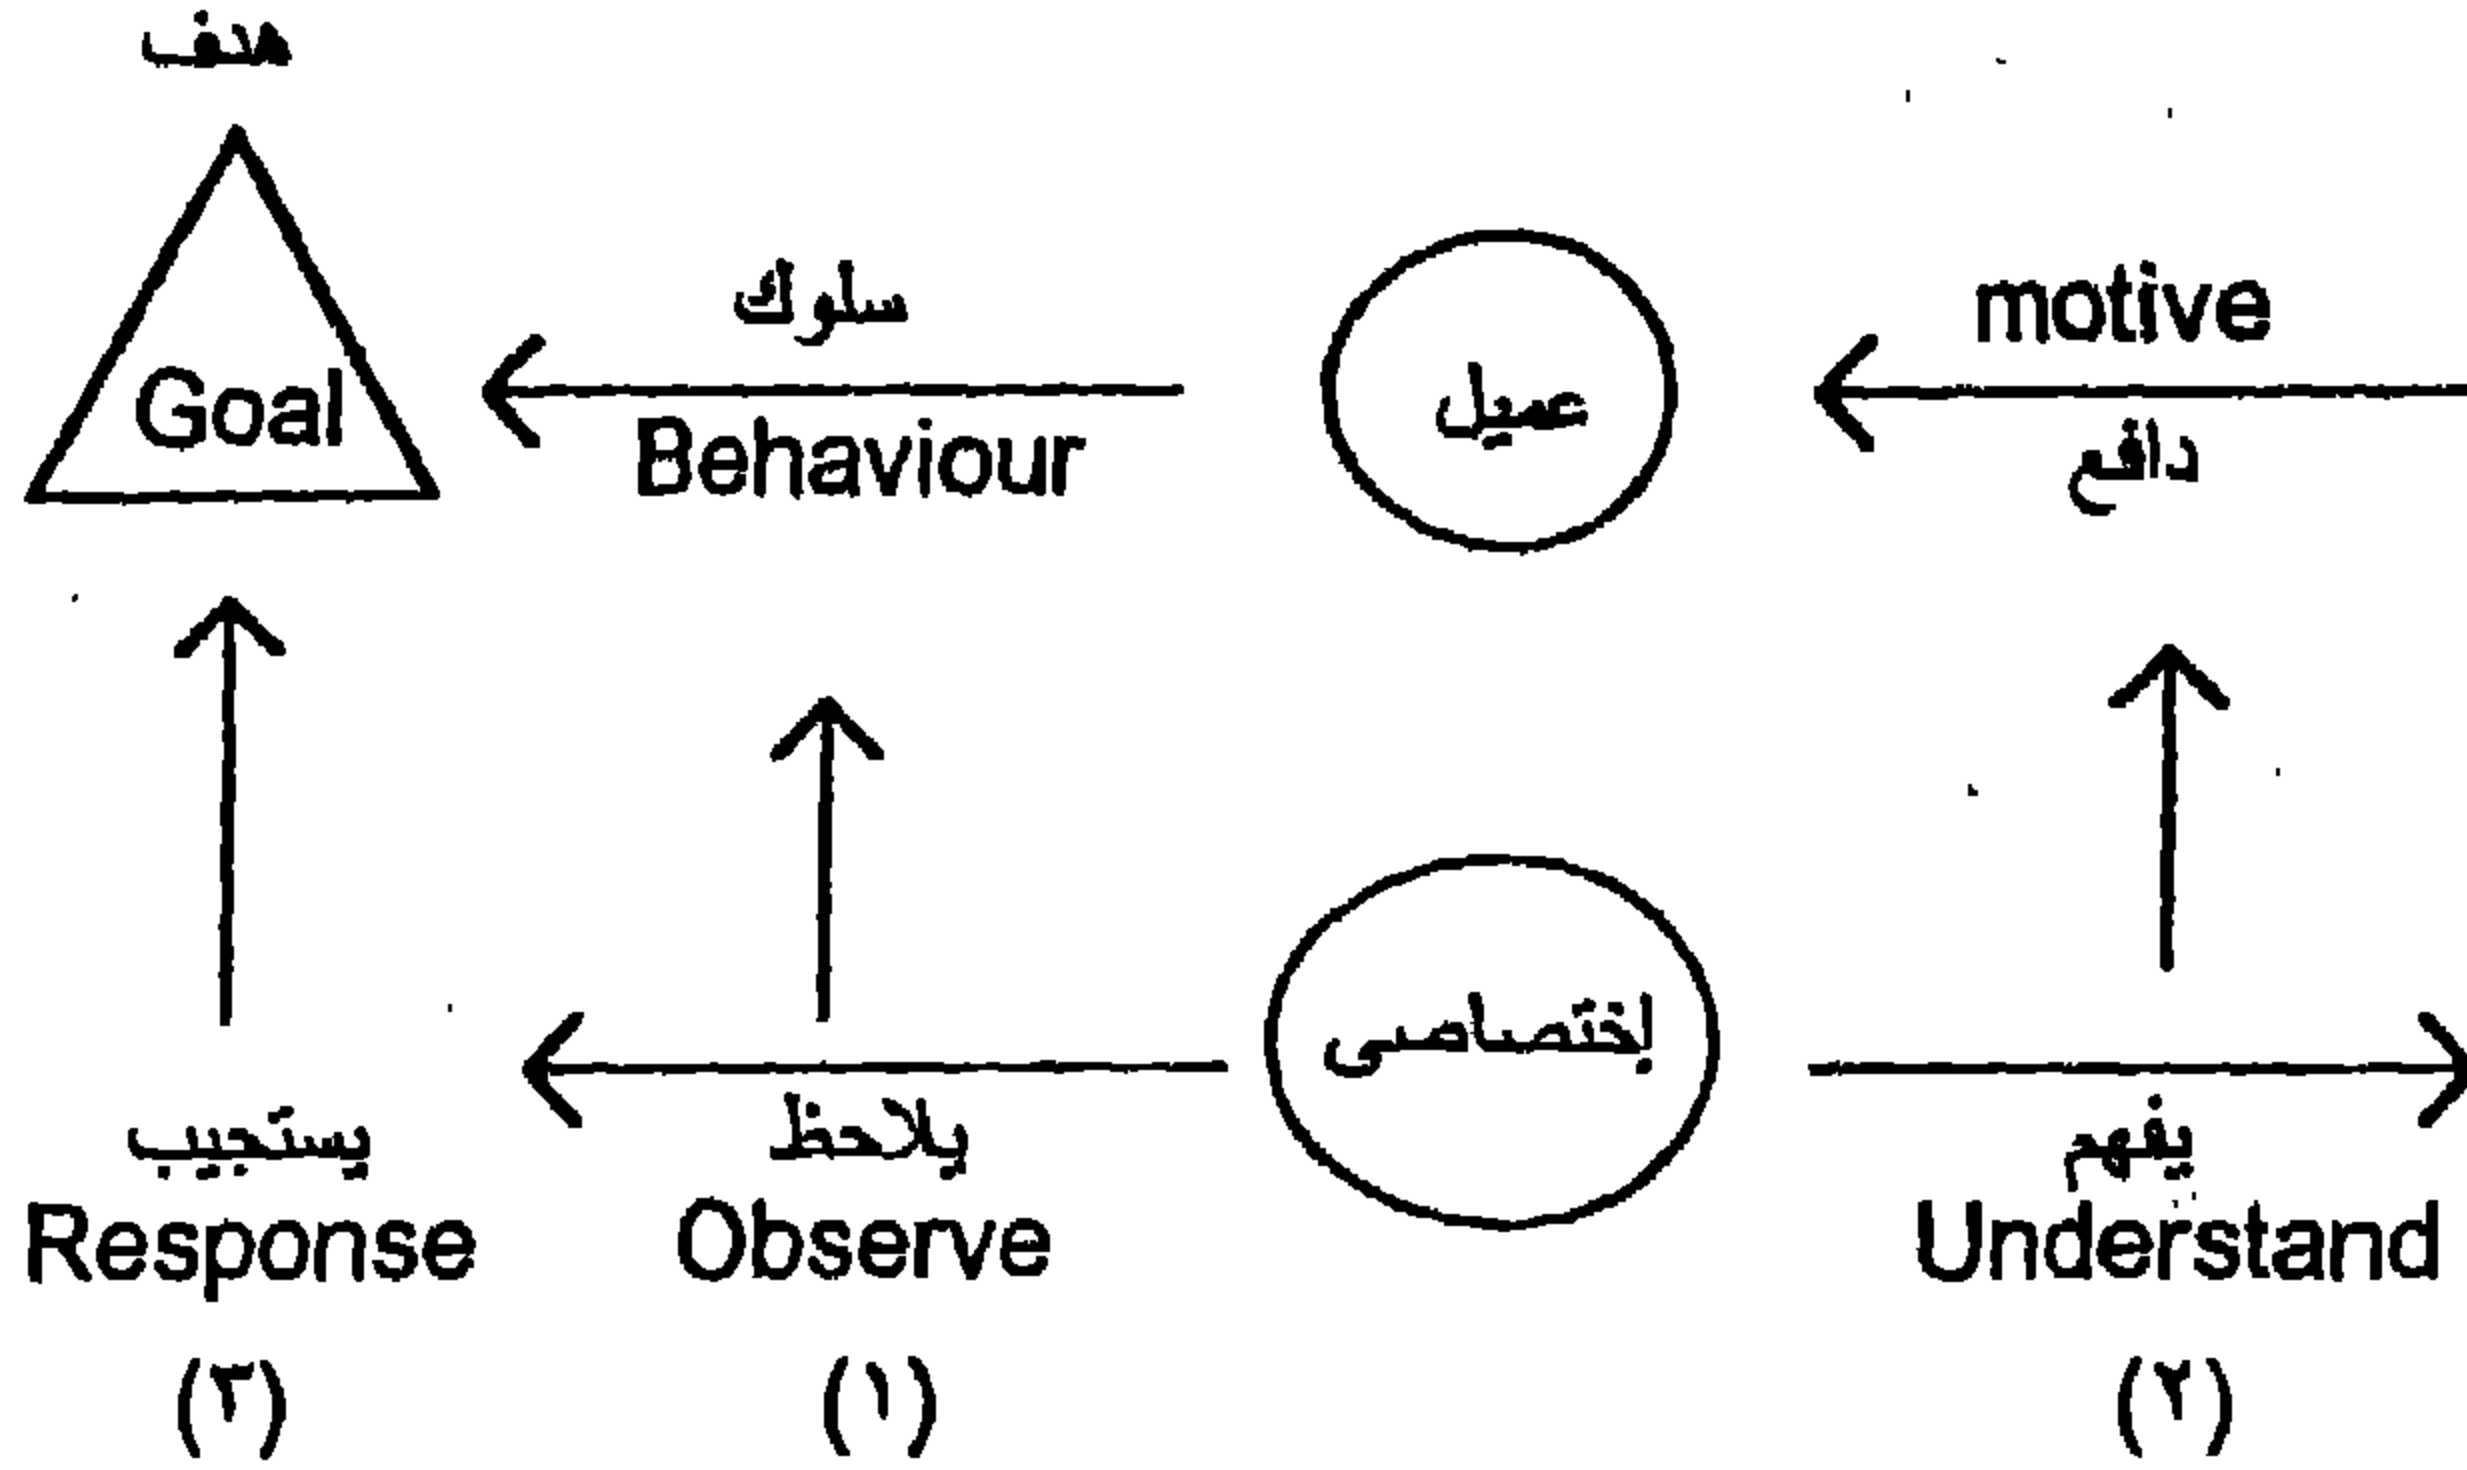 هدف
Goal
سلوك
Behaviour
عميل
motive
دافع
إختصاصى
يستجيب
Response
(٣)
يلاحظ
Observe
(١)
يفهم
Understand
(٢)